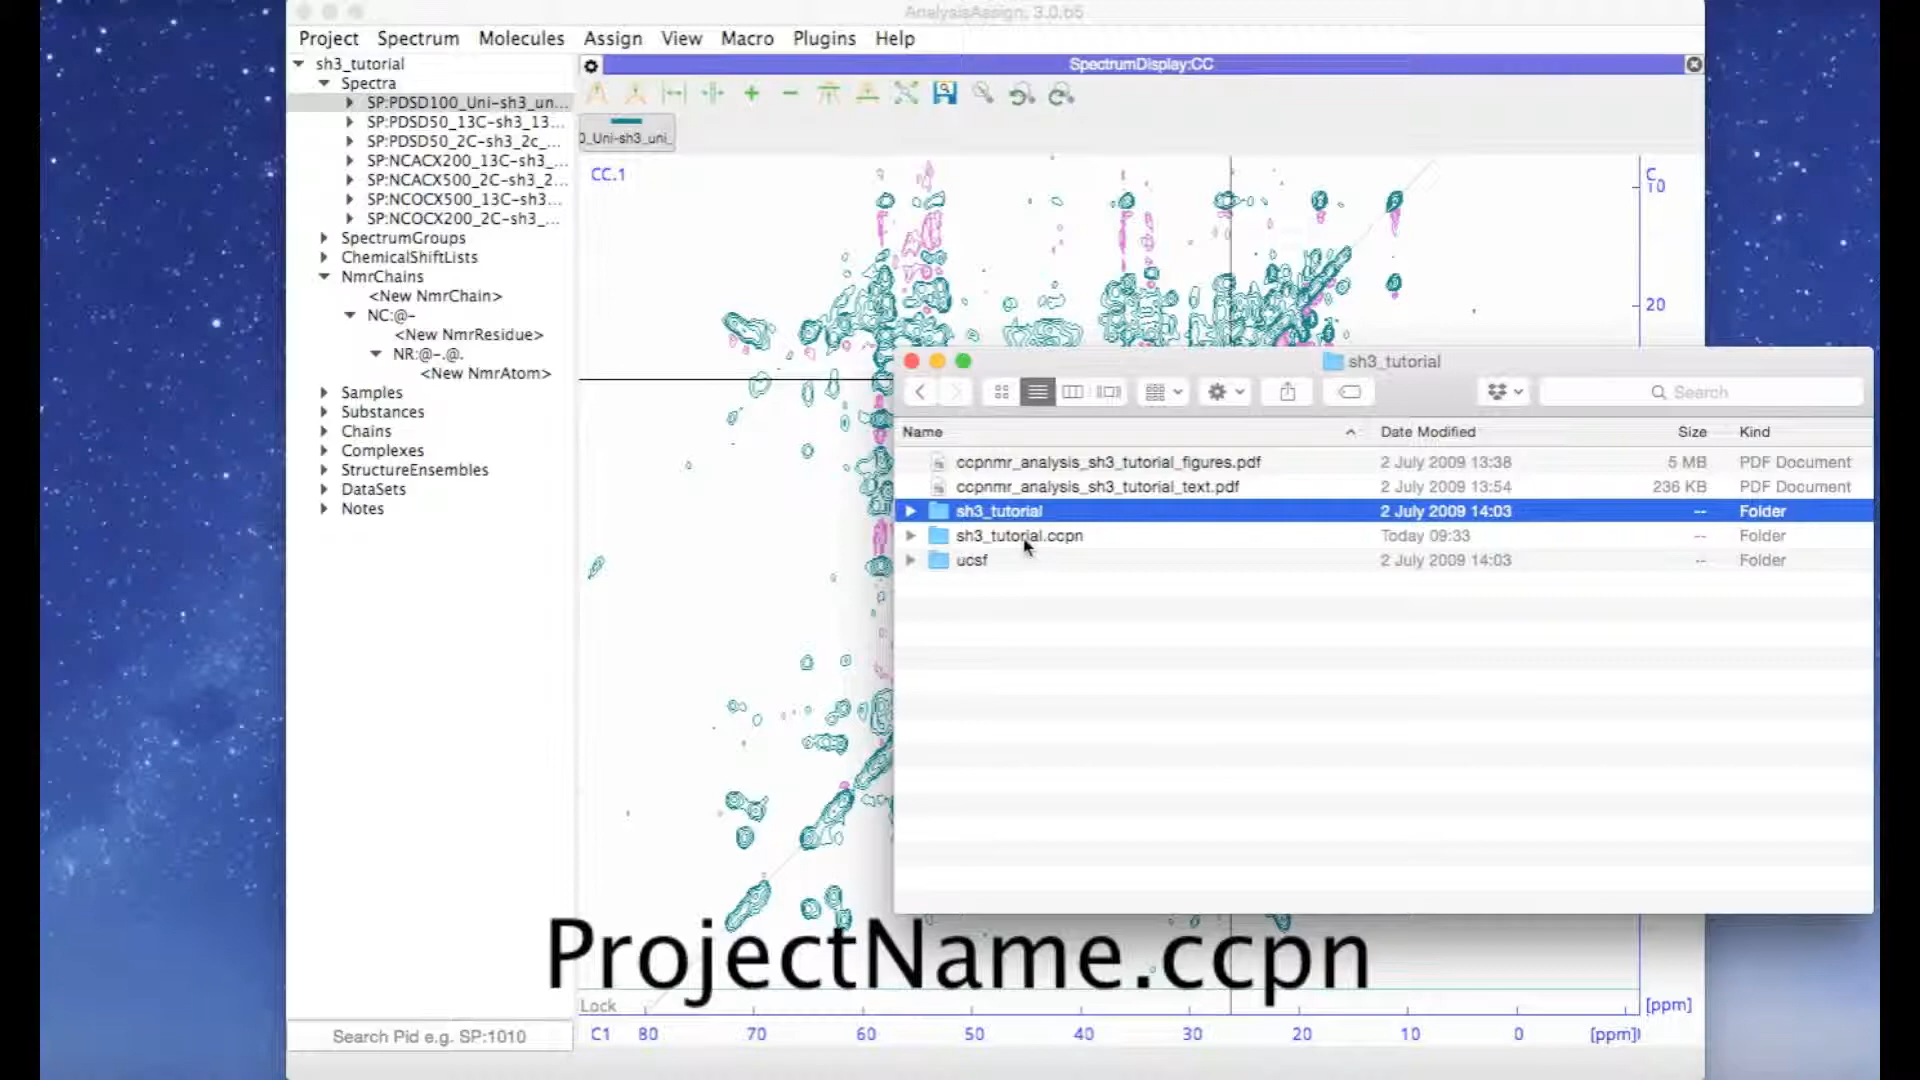 AnalysisAssign, 3.0.b5
Project Spectrum Molecules Assign View Macro Plugins Help
sh3_tutorial
Spectra
SP:PDSD100_Uni-sh3_un...
SP:PDSD50_13C-sh3_13...
SP:PDSD50_2C-sh3_2c_...
SP:NCACX200_13C-sh3_...
SP:NCACX500_2C-sh3_2...
SP:NCOCX500_13C-sh3...
SP:NCOCX200_2C-sh3_...
SpectrumGroups
ChemicalShiftLists
NmrChains
<New NmrChain>
NC:@-
<New NmrResidue>
NR:@-.@.
<New NmrAtom>
Samples
Substances
Chains
Complexes
StructureEnsembles
DataSets
Notes
Search Pid e.g. SP:1010
SpectrumDisplay:CC
0_Uni-sh3_uni_
CC.1
C
10
20
sh3_tutorial
Search
Name Date Modified Size Kind
ccpnmr_analysis_sh3_tutorial_figures.pdf 2 July 2009 13:38 5 MB PDF Document
ccpnmr_analysis_sh3_tutorial_text.pdf 2 July 2009 13:54 236 KB PDF Document
sh3_tutorial 2 July 2009 14:03 -- Folder
sh3_tutorial.ccpn Today 09:33 -- Folder
ucsf 2 July 2009 14:03 -- Folder
ProjectName.ccpn
Lock
[ppm]
C1 80 70 60 50 40 30 20 10 0 [ppm]